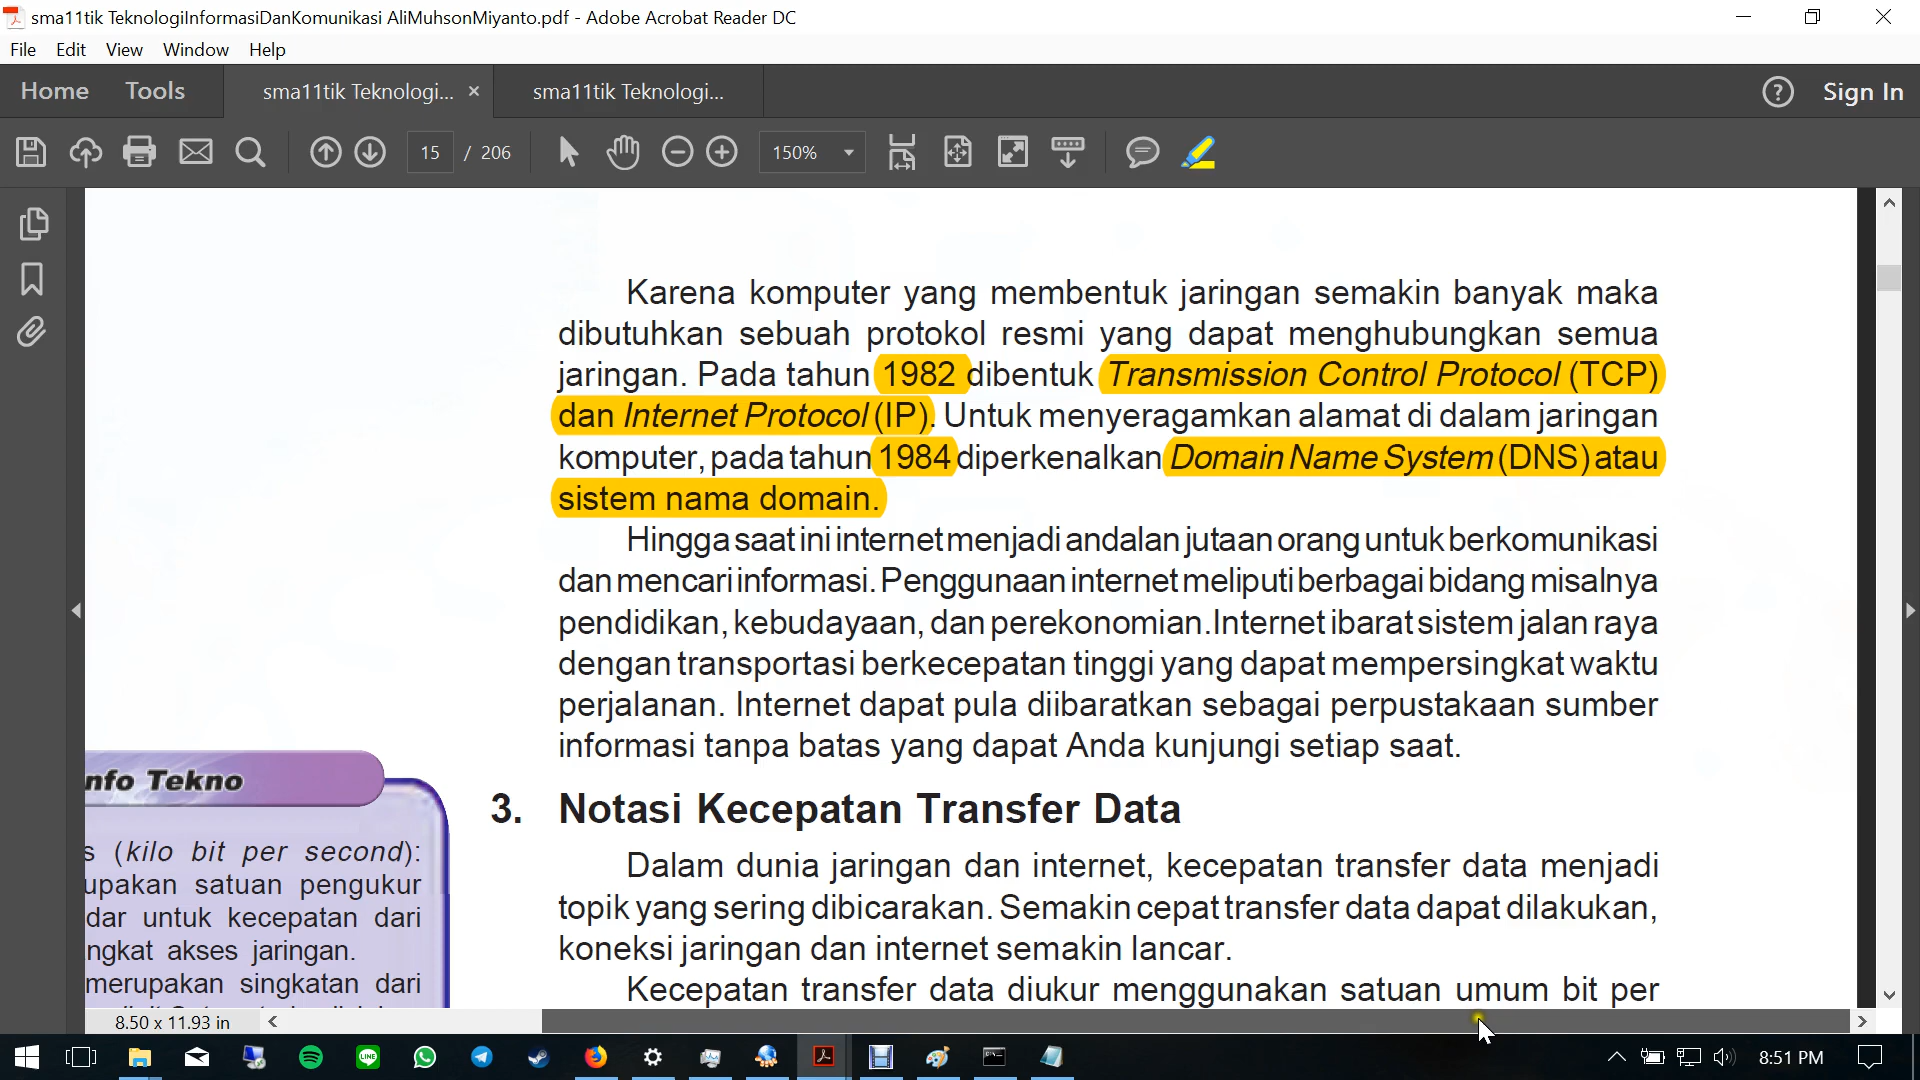 sma11tik TeknologiInformasiDanKomunikasi AliMuhsonMiyanto.pdf - Adobe Acrobat Reader DC
File Edit View Window Help
Home Tools sma11tik Teknologi... × sma11tik Teknologi... ? Sign In
15 / 206 150%
Karena komputer yang membentuk jaringan semakin banyak maka
dibutuhkan sebuah protokol resmi yang dapat menghubungkan semua
jaringan. Pada tahun 1982 dibentuk Transmission Control Protocol (TCP)
dan Internet Protocol (IP). Untuk menyeragamkan alamat di dalam jaringan
komputer, pada tahun 1984 diperkenalkan Domain Name System (DNS) atau
sistem nama domain.
Hingga saat ini internet menjadi andalan jutaan orang untuk berkomunikasi
dan mencari informasi. Penggunaan internet meliputi berbagai bidang misalnya
pendidikan, kebudayaan, dan perekonomian.Internet ibarat sistem jalan raya
dengan transportasi berkecepatan tinggi yang dapat mempersingkat waktu
perjalanan. Internet dapat pula diibaratkan sebagai perpustakaan sumber
informasi tanpa batas yang dapat Anda kunjungi setiap saat.
3. Notasi Kecepatan Transfer Data
Dalam dunia jaringan dan internet, kecepatan transfer data menjadi
topik yang sering dibicarakan. Semakin cepat transfer data dapat dilakukan,
koneksi jaringan dan internet semakin lancar.
Kecepatan transfer data diukur menggunakan satuan umum bit per
nfo Tekno
s (kilo bit per second):
upakan satuan pengukur
dar untuk kecepatan dari
ngkat akses jaringan.
merupakan singkatan dari
8.50 x 11.93 in
LINE
8:51 PM